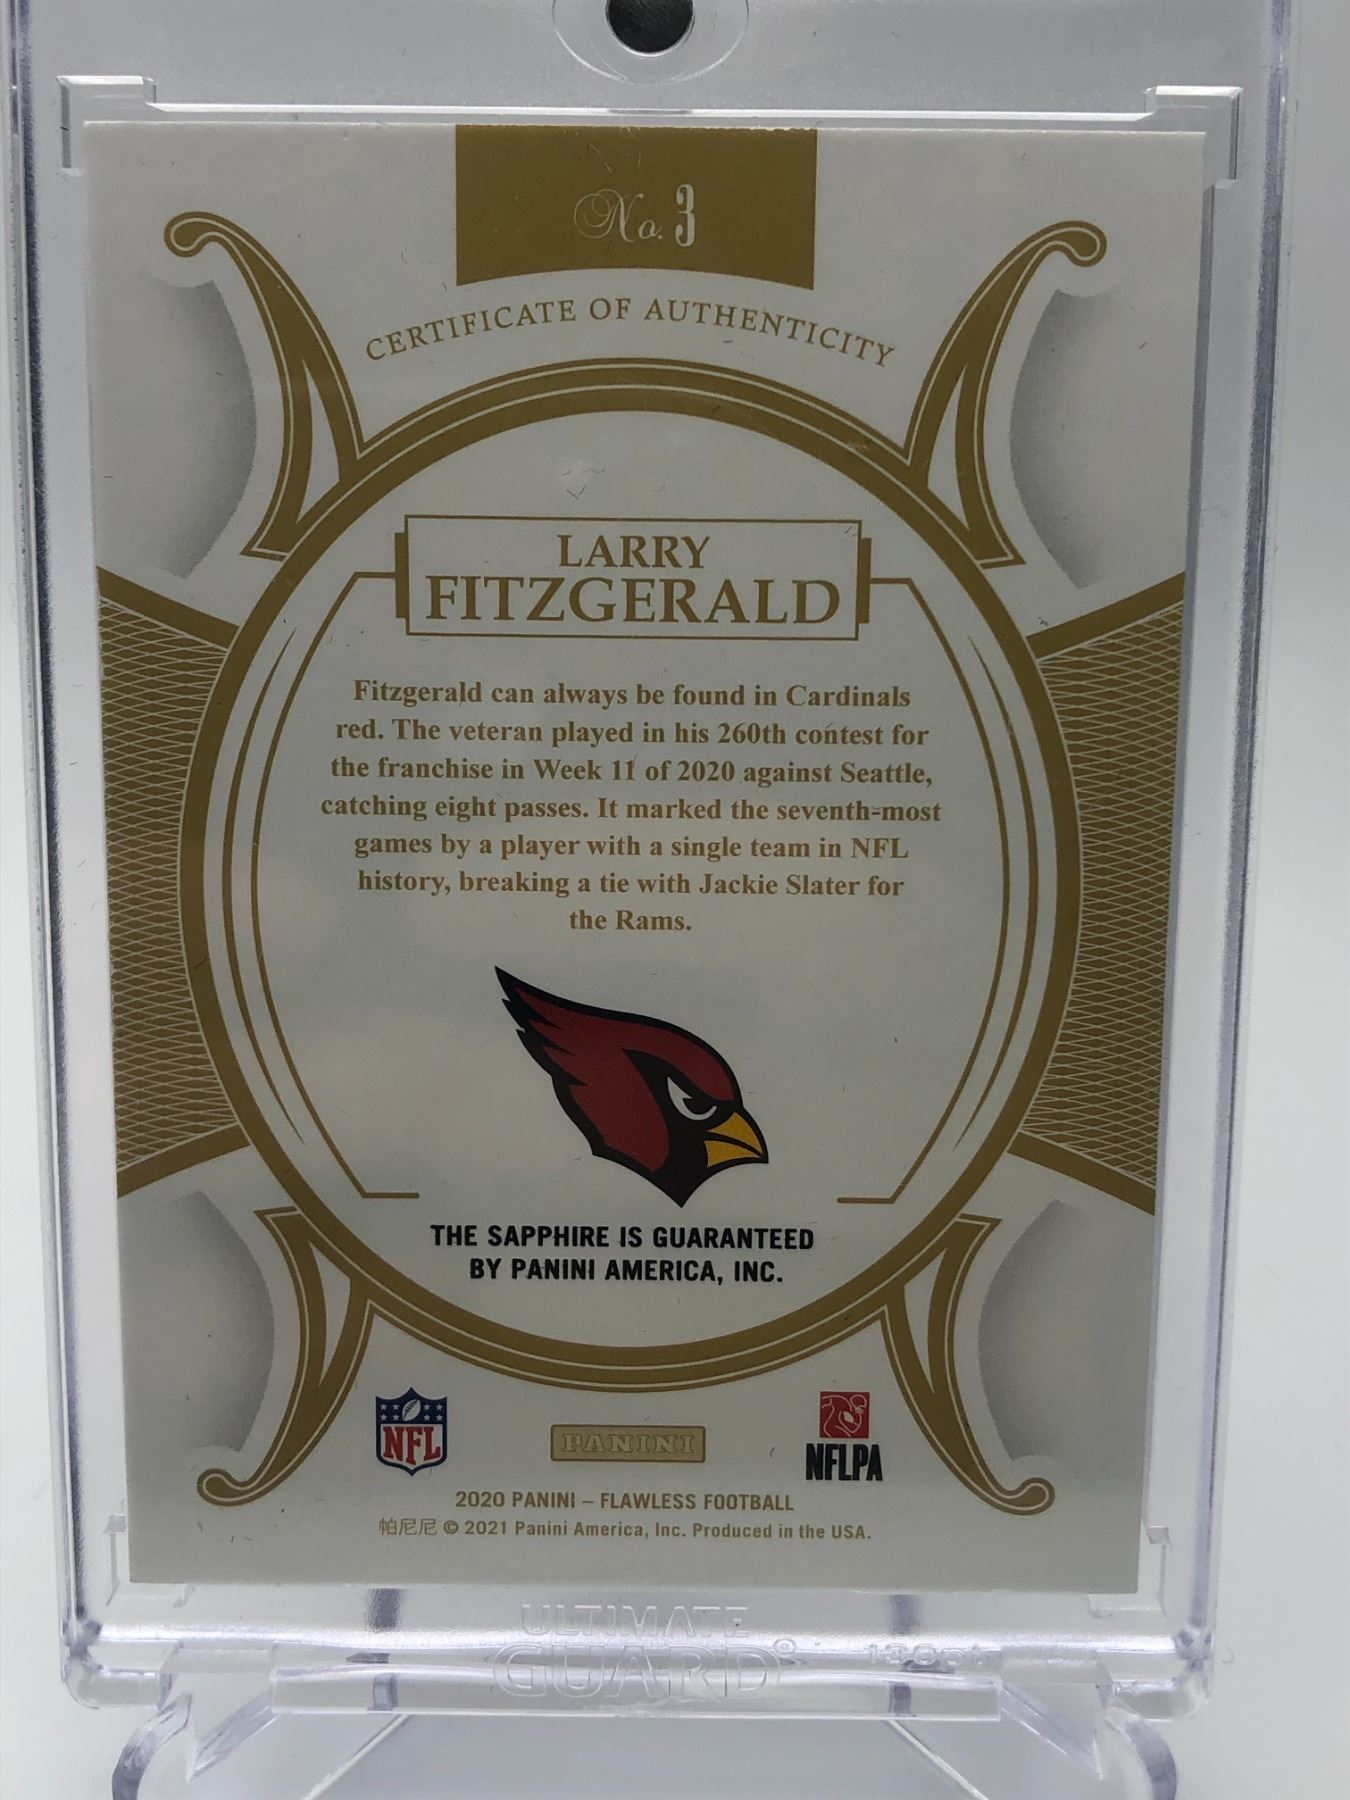 No. 3
CERTIFICATE OF AUTHENTICITY
LARRY
FITZGERALD
Fitzgerald can always be found in Cardinals
red. The veteran played in his 260th contest for
the franchise in Week 11 of 2020 against Seattle,
catching eight passes. It marked the seventh-most
games by a player with a single team in NFL
history, breaking a tie with Jackie Slater for
the Rams.
THE SAPPHIRE IS GUARANTEED
BY PANINI AMERICA, INC.
NFL
PANINI
NFLPA
2020 PANINI – FLAWLESS FOOTBALL
帕尼尼 © 2021 Panini America, Inc. Produced in the USA.
ULTIMATE
GUARD®